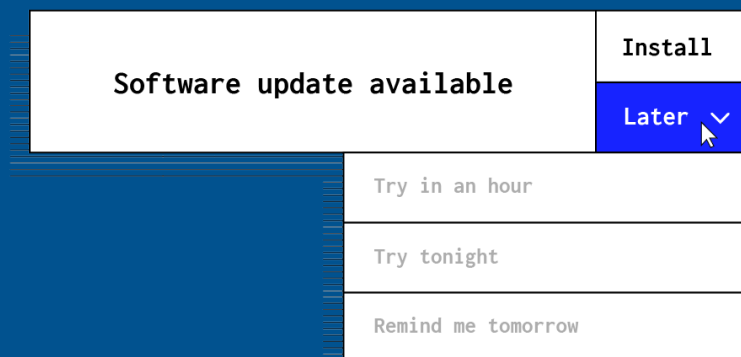 Software update available
Install
Later
Try in an hour
Try tonight
Remind me tomorrow